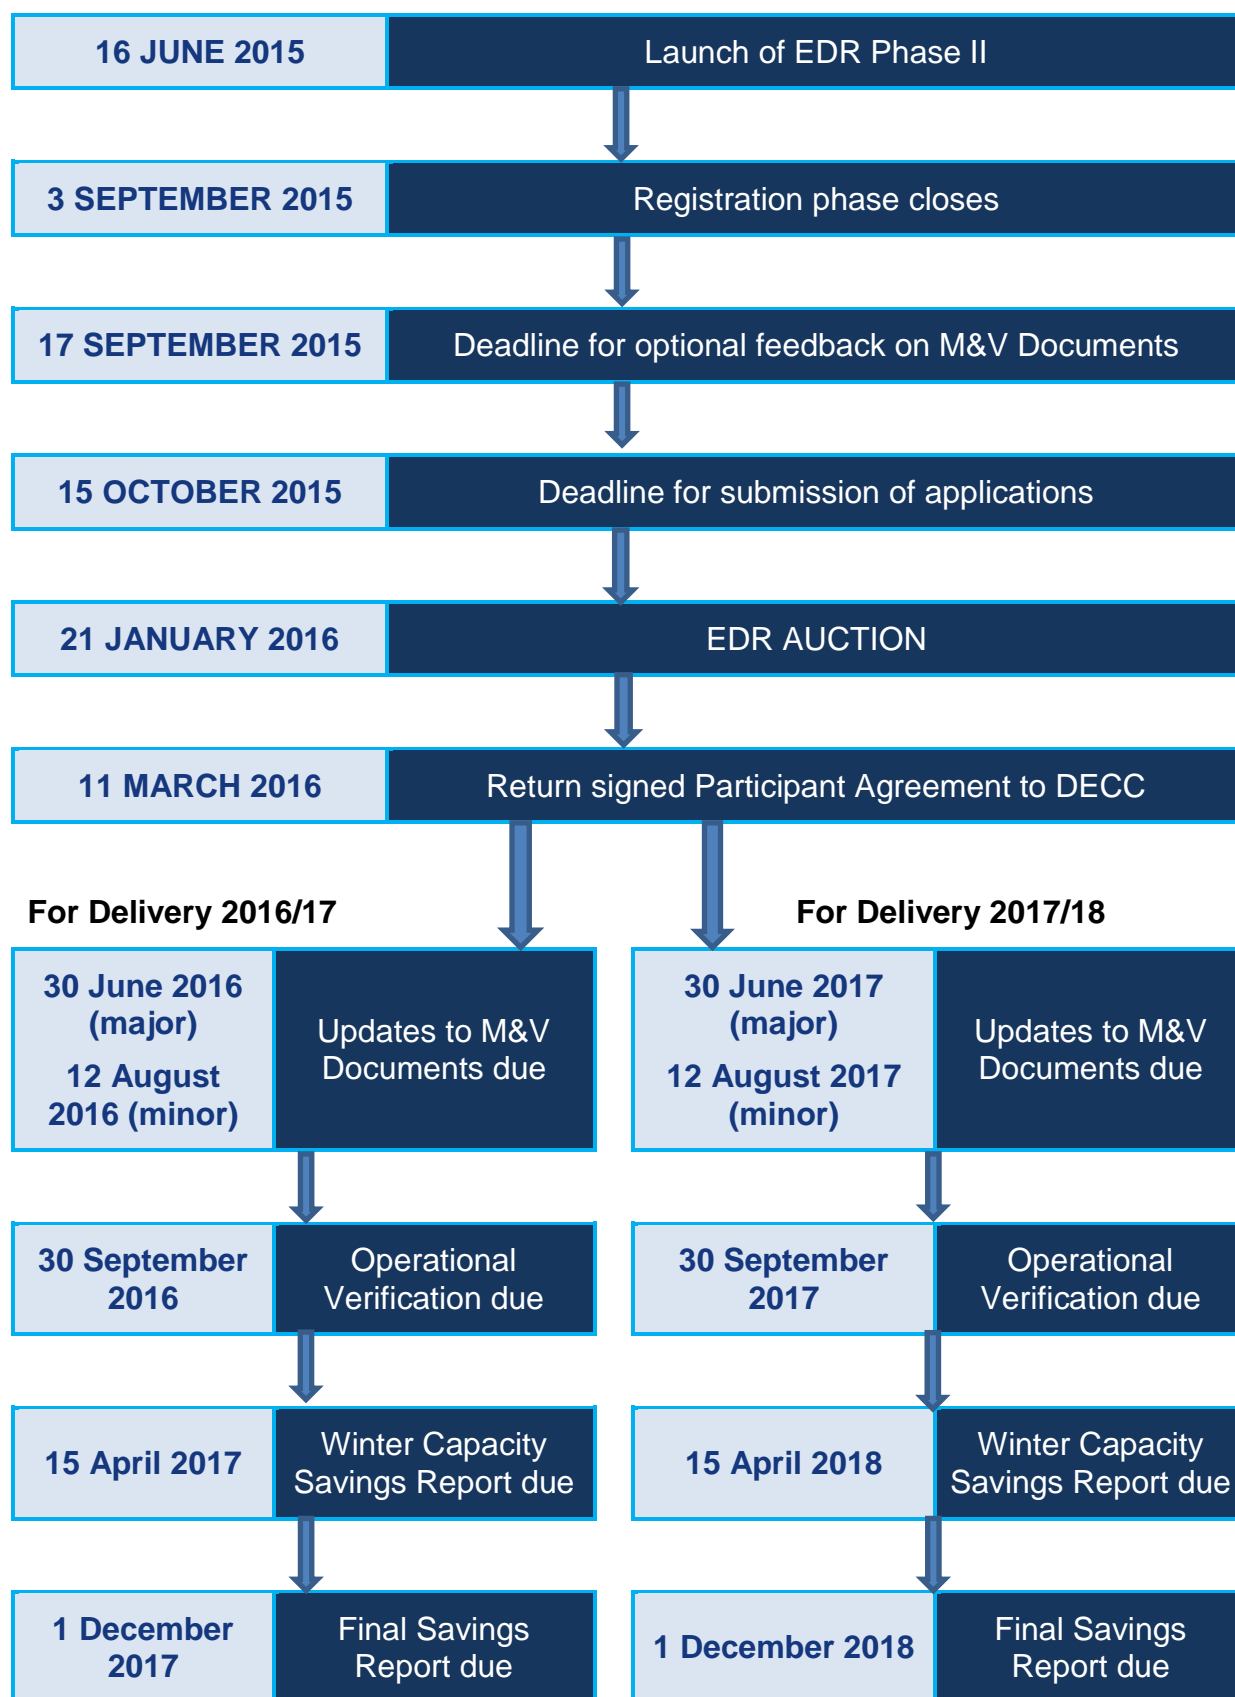 16 JUNE 2015
Launch of EDR Phase II
3 SEPTEMBER 2015
Registration phase closes
17 SEPTEMBER 2015
Deadline for optional feedback on M&V Documents
15 OCTOBER 2015
Deadline for submission of applications
21 JANUARY 2016
EDR AUCTION
11 MARCH 2016
Return signed Participant Agreement to DECC
For Delivery 2016/17
30 June 2016
(major)
12 August
2016 (minor)
Updates to M&V
Documents due
30 September
2016
Operational
Verification due
15 April 2017
Winter Capacity
Savings Report due
1 December
2017
Final Savings
Report due
For Delivery 2017/18
30 June 2017
(major)
12 August 2017
(minor)
Updates to M&V
Documents due
30 September
2017
Operational
Verification due
15 April 2018
Winter Capacity
Savings Report due
1 December 2018
Final Savings
Report due